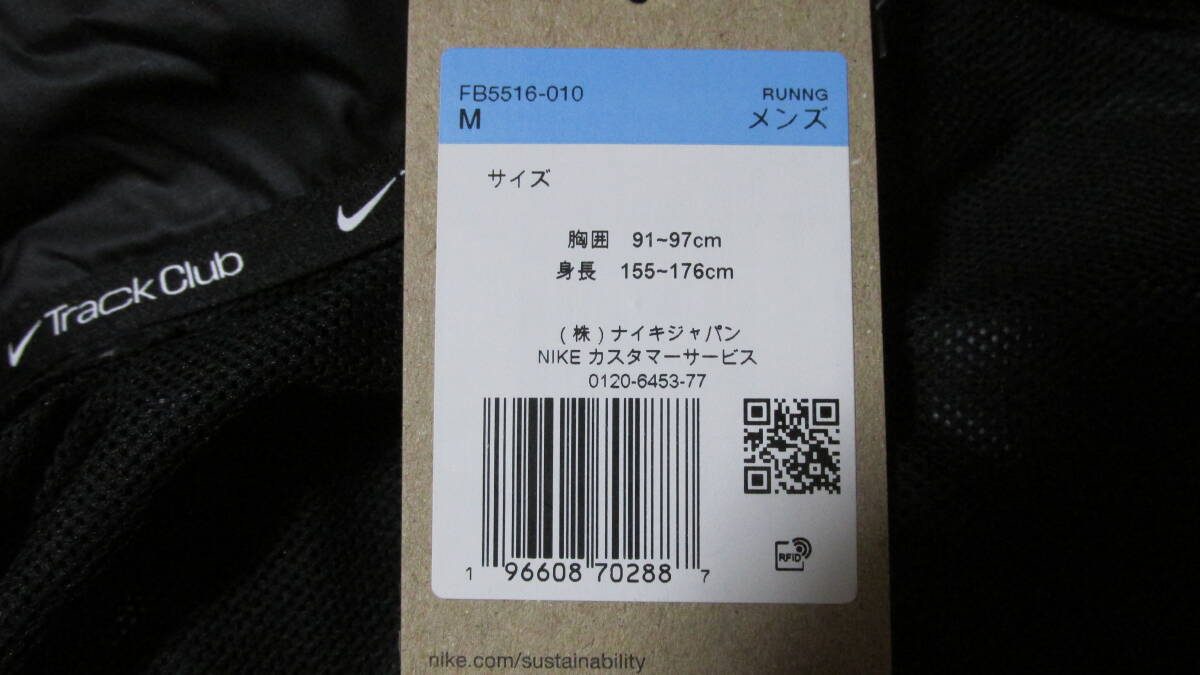 FB5516-010
RUNNG
M
メンズ
サイズ
胸囲 91~97cm
身長 155~176cm
(株)ナイキジャパン
NIKE カスタマーサービス
0120-6453-77
1 96608 70288 7
RFID
nike.com/sustainability
Track Club